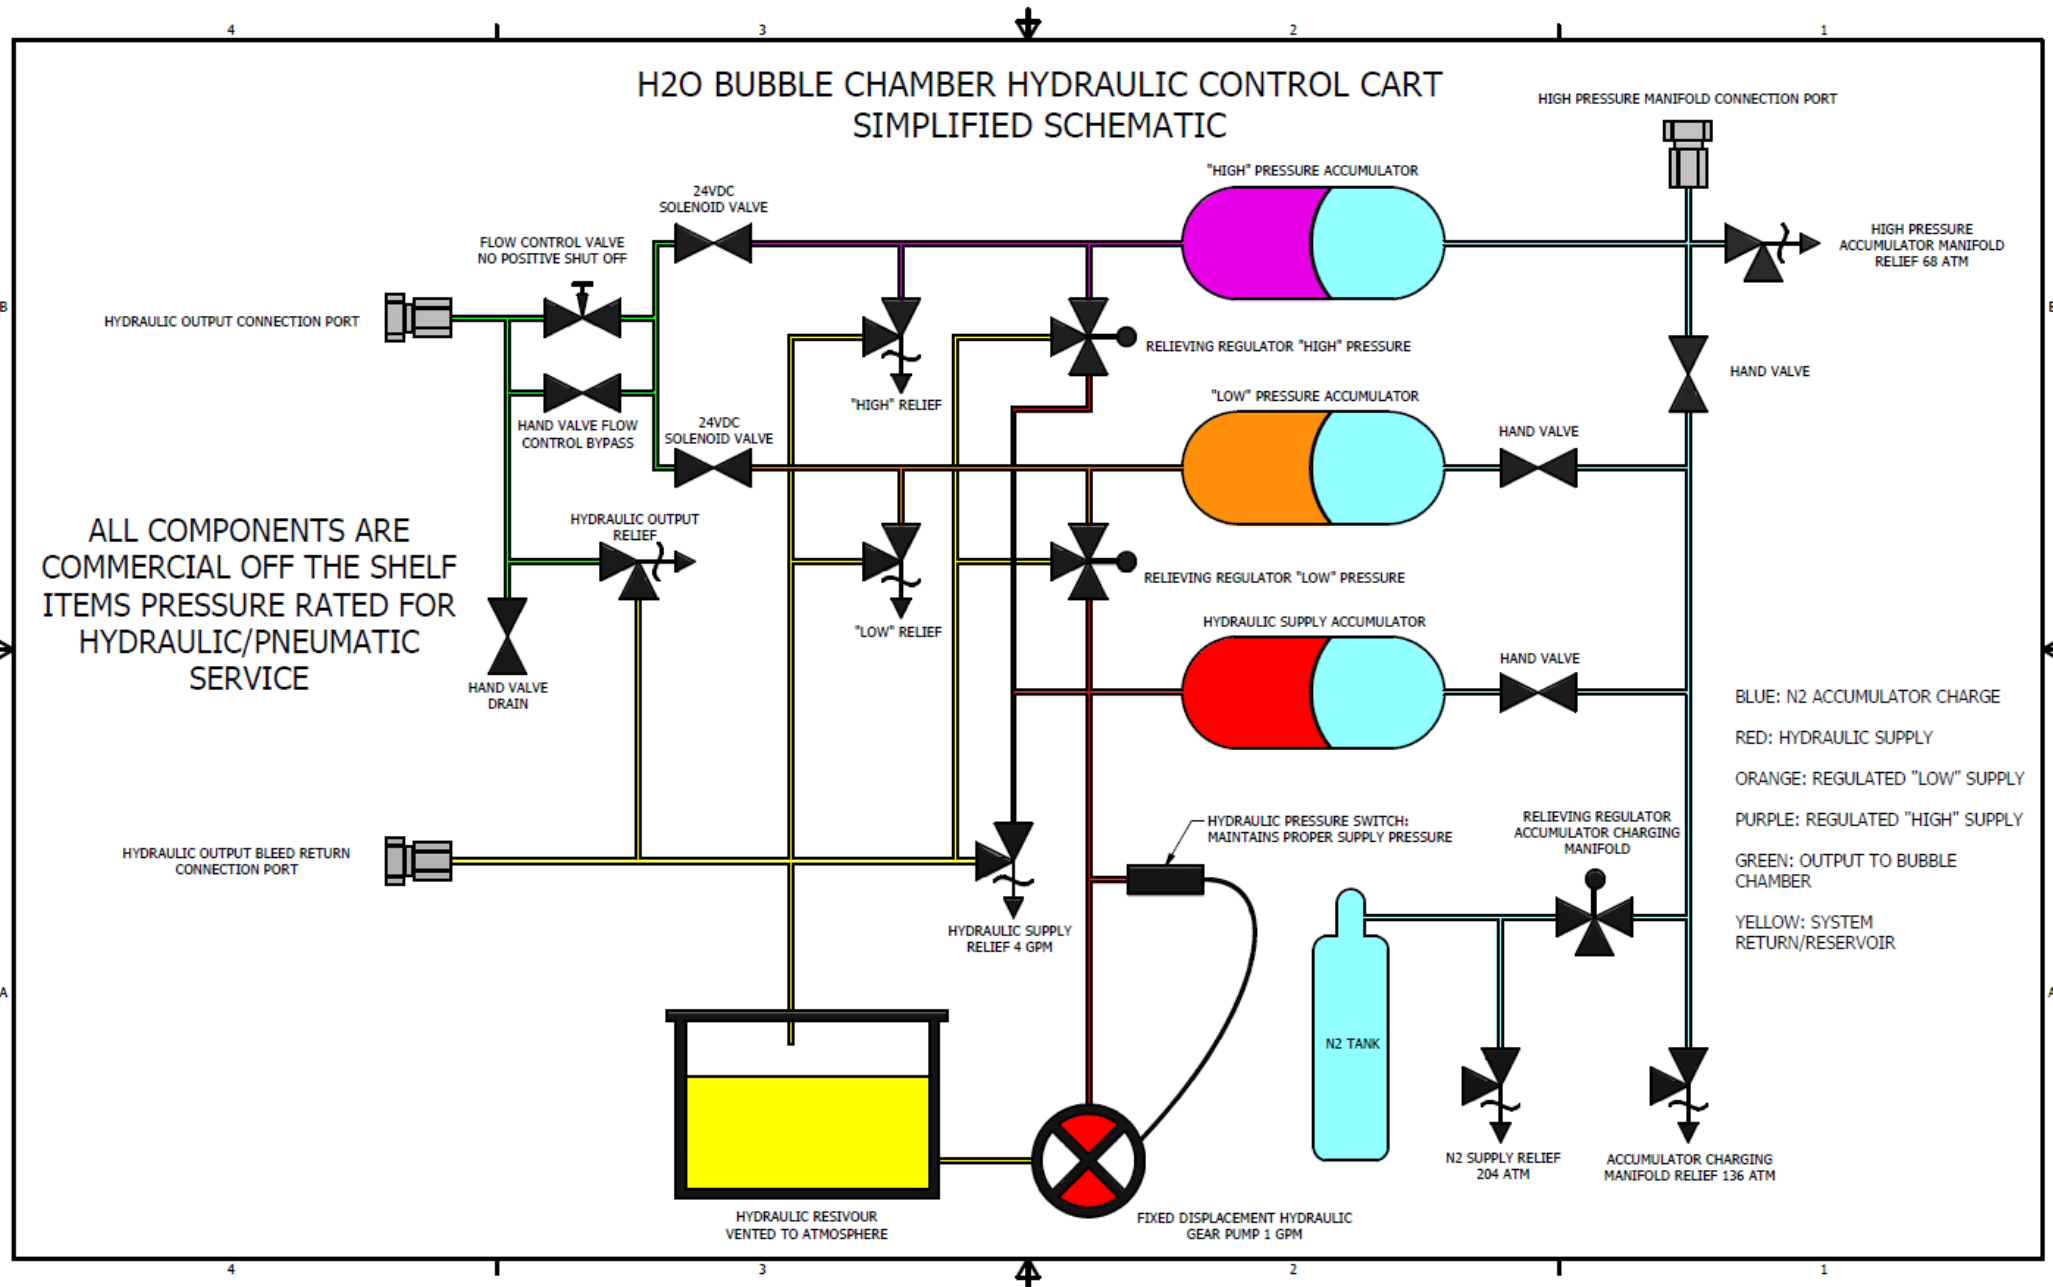 4
3
2
1
H2O BUBBLE CHAMBER HYDRAULIC CONTROL CART
SIMPLIFIED SCHEMATIC
HIGH PRESSURE MANIFOLD CONNECTION PORT
"HIGH" PRESSURE ACCUMULATOR
24VDC
SOLENOID VALVE
FLOW CONTROL VALVE
NO POSITIVE SHUT OFF
HIGH PRESSURE
ACCUMULATOR MANIFOLD
RELIEF 68 ATM
B
HYDRAULIC OUTPUT CONNECTION PORT
RELIEVING REGULATOR "HIGH" PRESSURE
HAND VALVE
"HIGH" RELIEF
"LOW" PRESSURE ACCUMULATOR
HAND VALVE FLOW
CONTROL BYPASS
24VDC
SOLENOID VALVE
HAND VALVE
ALL COMPONENTS ARE
COMMERCIAL OFF THE SHELF
ITEMS PRESSURE RATED FOR
HYDRAULIC/PNEUMATIC
SERVICE
HYDRAULIC OUTPUT
RELIEF
RELIEVING REGULATOR "LOW" PRESSURE
"LOW" RELIEF
HYDRAULIC SUPPLY ACCUMULATOR
HAND VALVE
HAND VALVE
DRAIN
BLUE: N2 ACCUMULATOR CHARGE
RED: HYDRAULIC SUPPLY
ORANGE: REGULATED "LOW" SUPPLY
PURPLE: REGULATED "HIGH" SUPPLY
GREEN: OUTPUT TO BUBBLE
CHAMBER
YELLOW: SYSTEM
RETURN/RESERVOIR
HYDRAULIC PRESSURE SWITCH:
MAINTAINS PROPER SUPPLY PRESSURE
RELIEVING REGULATOR
ACCUMULATOR CHARGING
MANIFOLD
HYDRAULIC OUTPUT BLEED RETURN
CONNECTION PORT
HYDRAULIC SUPPLY
RELIEF 4 GPM
A
N2 TANK
N2 SUPPLY RELIEF
204 ATM
ACCUMULATOR CHARGING
MANIFOLD RELIEF 136 ATM
HYDRAULIC RESIVOUR
VENTED TO ATMOSPHERE
FIXED DISPLACEMENT HYDRAULIC
GEAR PUMP 1 GPM
4
3
2
1